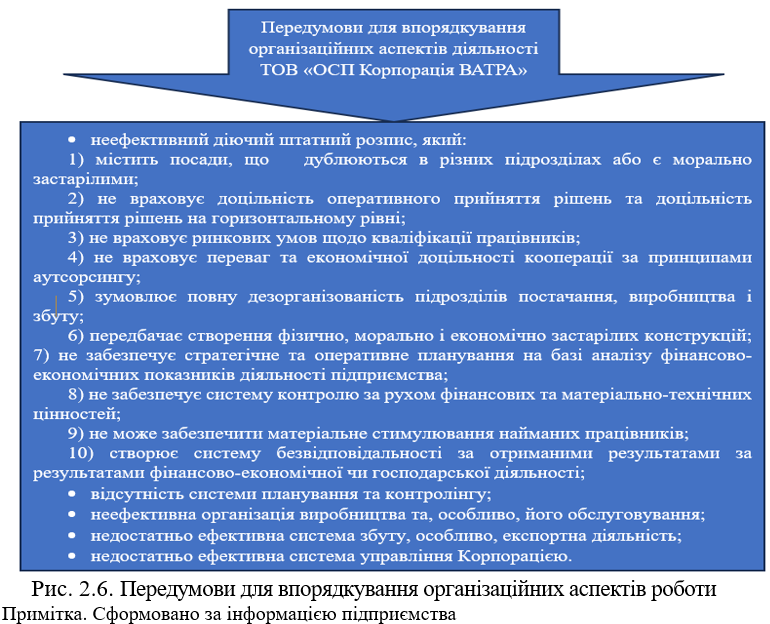 Передумови для впорядкування
організаційних аспектів діяльності
ТОВ «ОСП Корпорація ВАТРА»
• неефективний діючий штатний розпис, який:
1) містить посади, що дублюються в різних підрозділах або є морально
застарілими;
2) не враховує доцільність оперативного прийняття рішень та доцільність
прийняття рішень на горизонтальному рівні;
3) не враховує ринкових умов щодо кваліфікації працівників;
4) не враховує переваг та економічної доцільності кооперації за принципами
аутсорсингу;
5) зумовлює повну дезорганізованість підрозділів постачання, виробництва і
збуту;
6) передбачає створення фізично, морально і економічно застарілих конструкцій;
7) не забезпечує стратегічне та оперативне планування на базі аналізу фінансово-
економічних показників діяльності підприємства;
8) не забезпечує систему контролю за рухом фінансових та матеріально-технічних
цінностей;
9) не може забезпечити матеріальне стимулювання найманих працівників;
10) створює систему безвідповідальності за отриманими результатами за
результатами фінансово-економічної чи господарської діяльності;
• відсутність системи планування та контролінгу;
• неефективна організація виробництва та, особливо, його обслуговування;
• недостатньо ефективна система збуту, особливо, експортна діяльність;
• недостатньо ефективна система управління Корпорацією.
Рис. 2.6. Передумови для впорядкування організаційних аспектів роботи
Примітка. Сформовано за інформацією підприємства